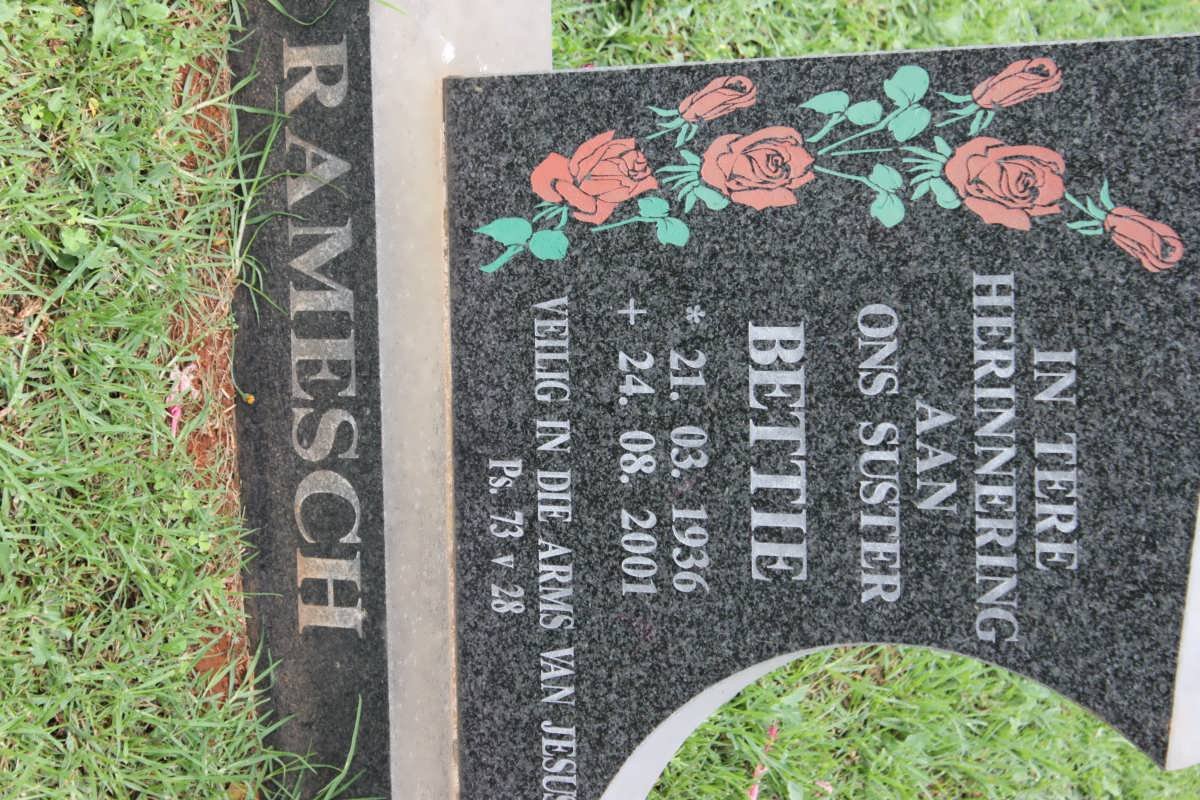 IN TERE
HERINNERING
AAN
ONS SUSTER
BETTIE
* 21. 03. 1936
+ 24. 08. 2001
VEILIG IN DIE ARMS VAN JESUS
Ps. 73 v 28
RAMESCH